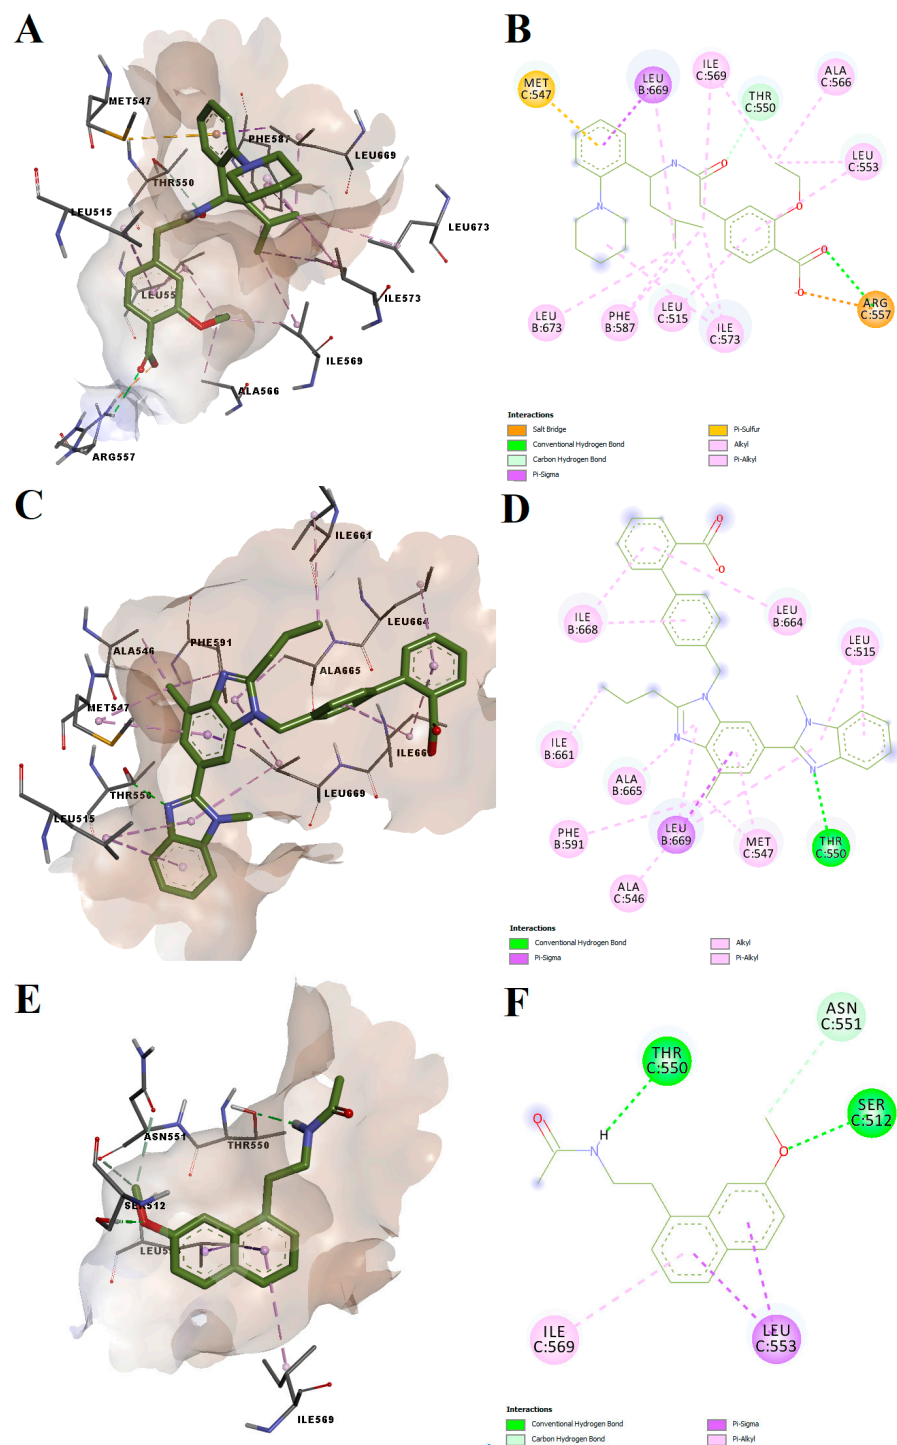 A
MET547
PHE587
LEU669
THR550
LEU515
LEU673
LEU55
ILE573
ILE569
ALA566
ARG557
B
MET
C:547
LEU
B:669
ILE
C:569
THR
C:550
ALA
C:566
LEU
C:553
N
N
O
O
O
O-
LEU
B:673
PHE
B:587
LEU
C:515
ILE
C:573
ARG
C:557
Interactions
Salt Bridge
Conventional Hydrogen Bond
Carbon Hydrogen Bond
Pi-Sigma
Pi-Sulfur
Alkyl
Pi-Alkyl
C
ILE661
LEU664
PHE591
ALA546
ALA665
MET547
ILE66
THR550
LEU669
LEU515
D
O
O-
ILE
B:668
LEU
B:664
LEU
C:515
N
N
N
N
ILE
B:661
ALA
B:665
PHE
B:591
LEU
B:669
MET
C:547
THR
C:550
ALA
C:546
Interactions
Conventional Hydrogen Bond
Pi-Sigma
Alkyl
Pi-Alkyl
E
ASN551
THR550
SER512
ILE569
F
ASN
C:551
THR
C:550
SER
C:512
O
H
N
O
ILE
C:569
LEU
C:553
Interactions
Conventional Hydrogen Bond
Carbon Hydrogen Bond
Pi-Sigma
Pi-Alkyl